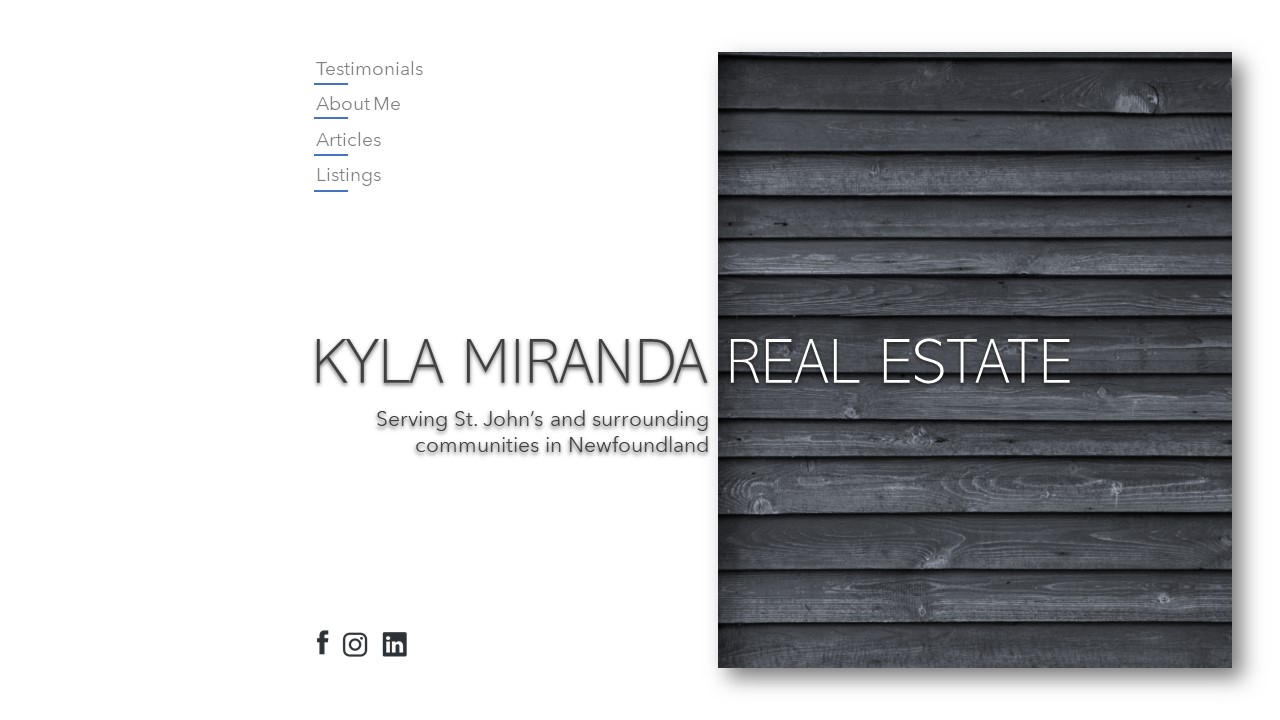 Testimonials
About Me
Articles
Listings
KYLA MIRANDA REAL ESTATE
Serving St. John’s and surrounding
communities in Newfoundland